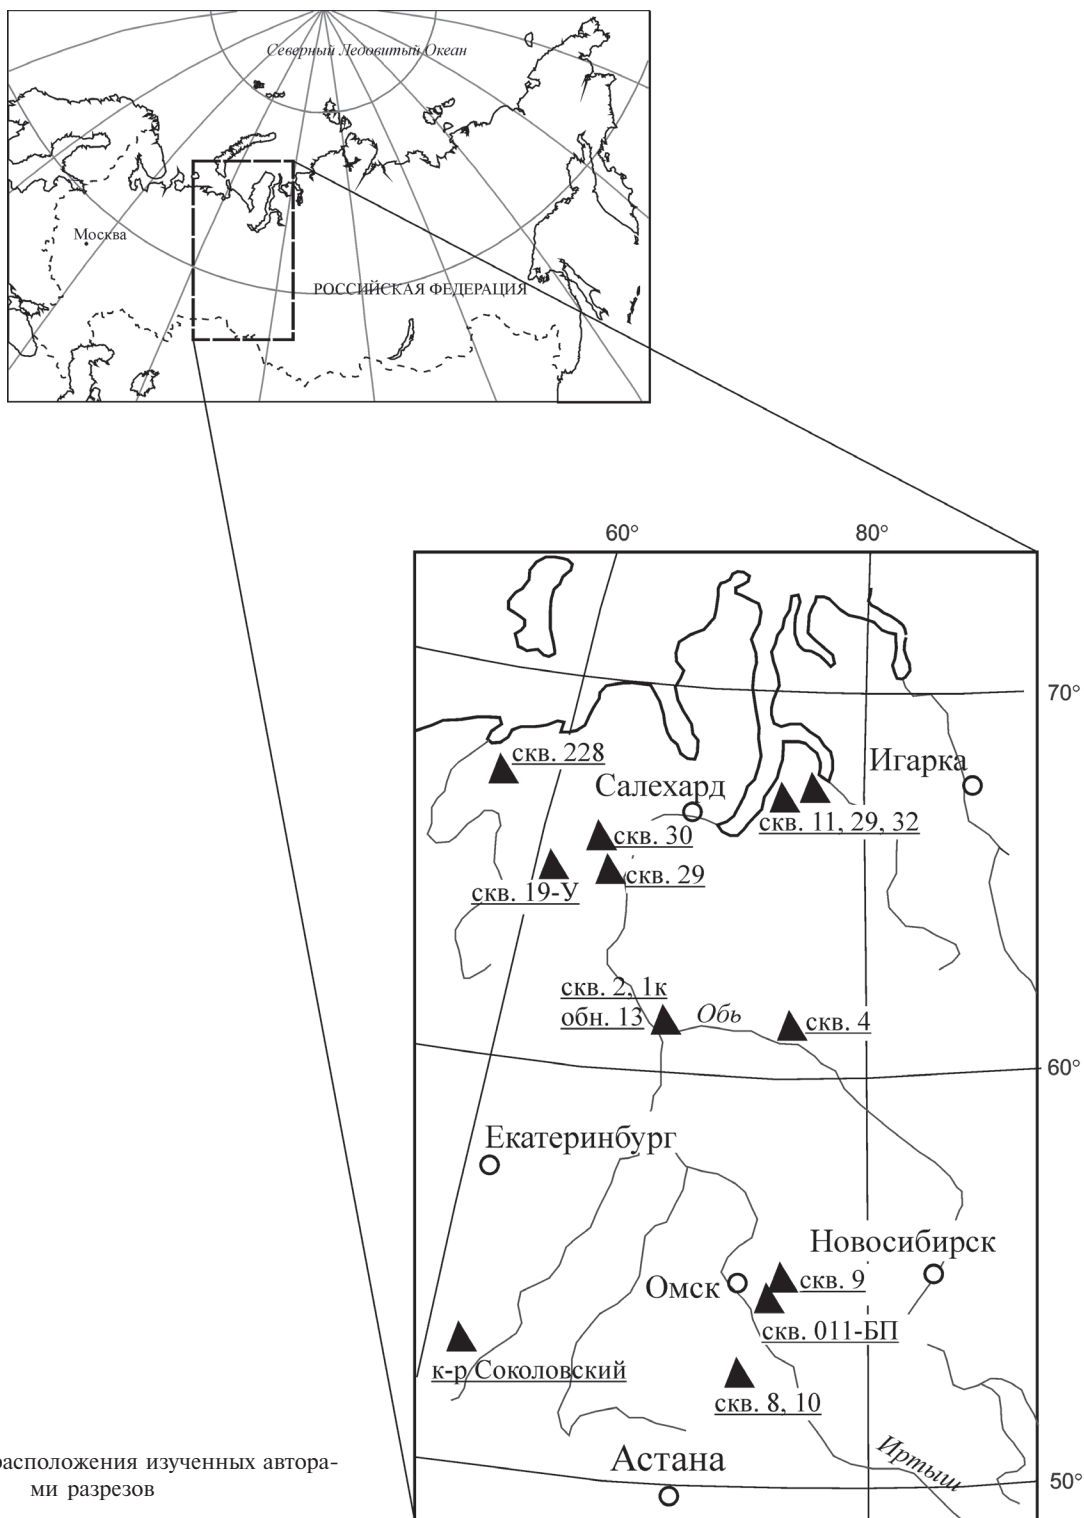 Северный Ледовитый Океан
Москва
РОССИЙСКАЯ ФЕДЕРАЦИЯ
60°
80°
70°
скв. 228
Игарка
Салехард
скв. 11, 29, 32
скв. 30
скв. 29
скв. 19-У
скв. 2, 1к
обн. 13
Обь
скв. 4
60°
Екатеринбург
Новосибирск
Омск
скв. 9
скв. 011-БП
к-р Соколовский
скв. 8, 10
Астана
Иртыш
50°
расположения изученных автора-
ми разрезов